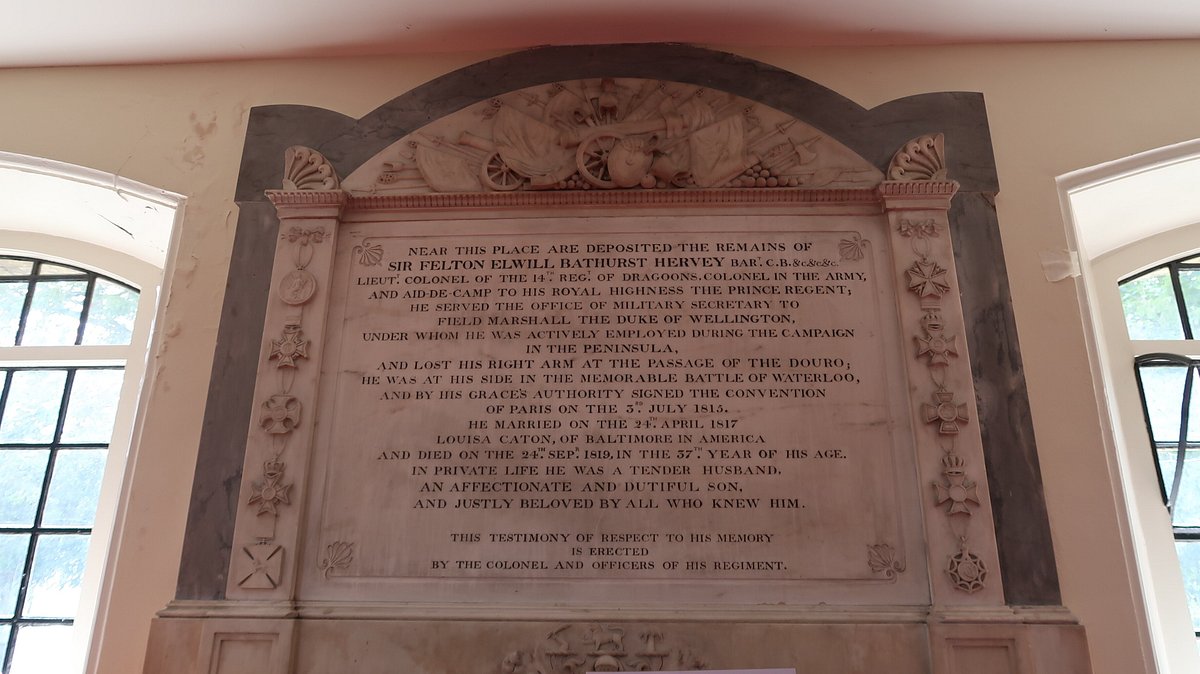 NEAR THIS PLACE ARE DEPOSITED THE REMAINS OF
SIR FELTON ELWILL BATHURST HERVEY BART. C.B.&c.&c.&c.
LIEUT. COLONEL OF THE 14TH REGT. OF DRAGOONS. COLONEL IN THE ARMY,
AND AID-DE-CAMP TO HIS ROYAL HIGHNESS THE PRINCE REGENT;
HE SERVED THE OFFICE OF MILITARY SECRETARY TO
FIELD MARSHALL THE DUKE OF WELLINGTON,
UNDER WHOM HE WAS ACTIVELY EMPLOYED DURING THE CAMPAIGN
IN THE PENINSULA,
AND LOST HIS RIGHT ARM AT THE PASSAGE OF THE DOURO;
HE WAS AT HIS SIDE IN THE MEMORABLE BATTLE OF WATERLOO,
AND BY HIS GRACE'S AUTHORITY SIGNED THE CONVENTION
OF PARIS ON THE 3RD. JULY 1815.
HE MARRIED ON THE 24TH. APRIL 1817
LOUISA CATON, OF BALTIMORE IN AMERICA
AND DIED ON THE 24TH. SEPR. 1819, IN THE 37TH YEAR OF HIS AGE.
IN PRIVATE LIFE HE WAS A TENDER HUSBAND,
AN AFFECTIONATE AND DUTIFUL SON,
AND JUSTLY BELOVED BY ALL WHO KNEW HIM.
THIS TESTIMONY OF RESPECT TO HIS MEMORY
IS ERECTED
BY THE COLONEL AND OFFICERS OF HIS REGIMENT.